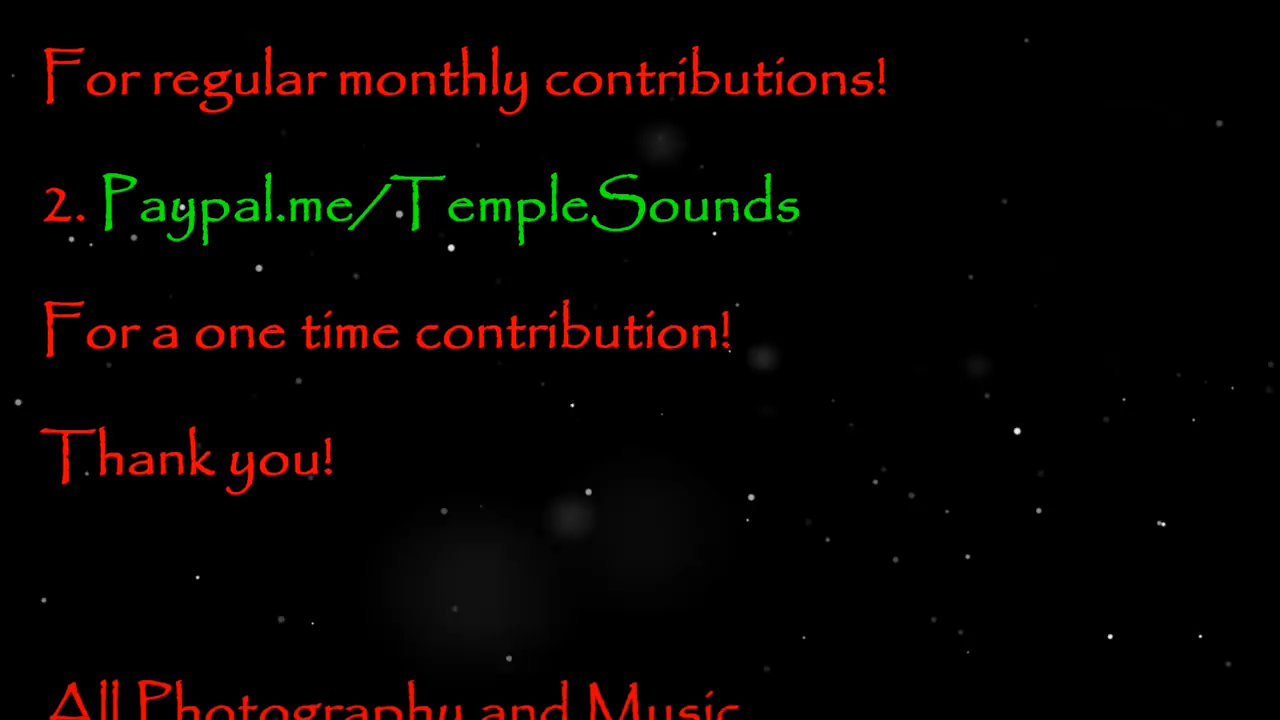 For regular monthly contributions!
2. Paypal.me/TempleSounds
For a one time contribution!
Thank you!
All Photography and Music